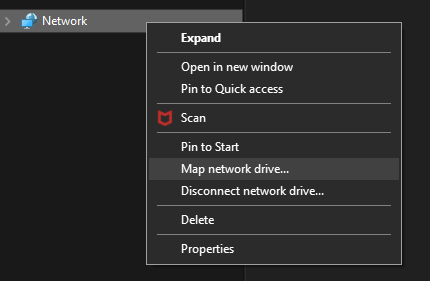 Network
Expand
Open in new window
Pin to Quick access
Scan
Pin to Start
Map network drive...
Disconnect network drive...
Delete
Properties